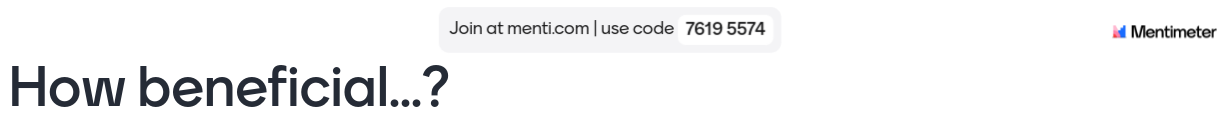 Join at menti.com | use code 7619 5574
Mentimeter
How beneficial...?